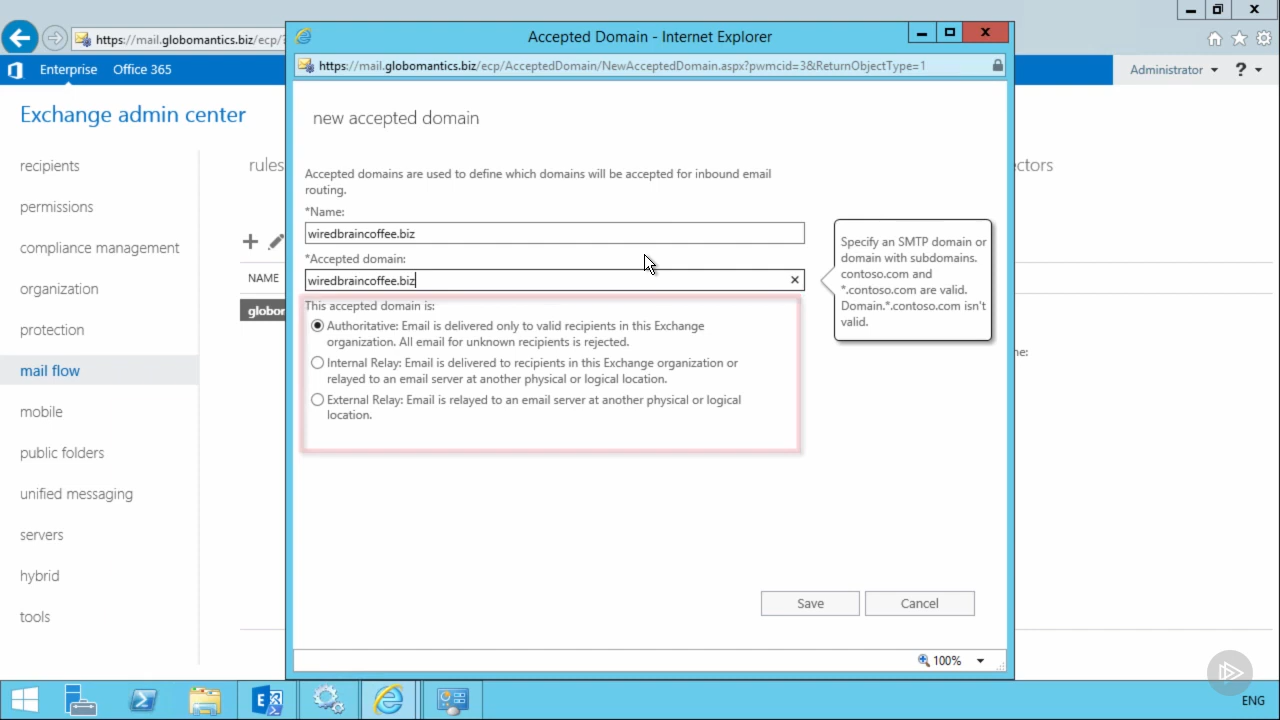 Accepted Domain - Internet Explorer
https://mail.globomantics.biz/ecp/?
https://mail.globomantics.biz/ecp/AcceptedDomain/NewAcceptedDomain.aspx?pwmcid=3&ReturnObjectType=1
Enterprise Office 365
Administrator ?
Exchange admin center
recipients
permissions
compliance management
organization
protection
mail flow
mobile
public folders
unified messaging
servers
hybrid
tools
rules
ectors
NAME
globor
ne:
new accepted domain
Accepted domains are used to define which domains will be accepted for inbound email
routing.
*Name:
wiredbraincoffee.biz
*Accepted domain:
wiredbraincoffee.biz
This accepted domain is:
Authoritative: Email is delivered only to valid recipients in this Exchange
organization. All email for unknown recipients is rejected.
Internal Relay: Email is delivered to recipients in this Exchange organization or
relayed to an email server at another physical or logical location.
External Relay: Email is relayed to an email server at another physical or logical
location.
Specify an SMTP domain or
domain with subdomains.
contoso.com and
*.contoso.com are valid.
Domain.*.contoso.com isn't
valid.
Save Cancel
100%
ENG